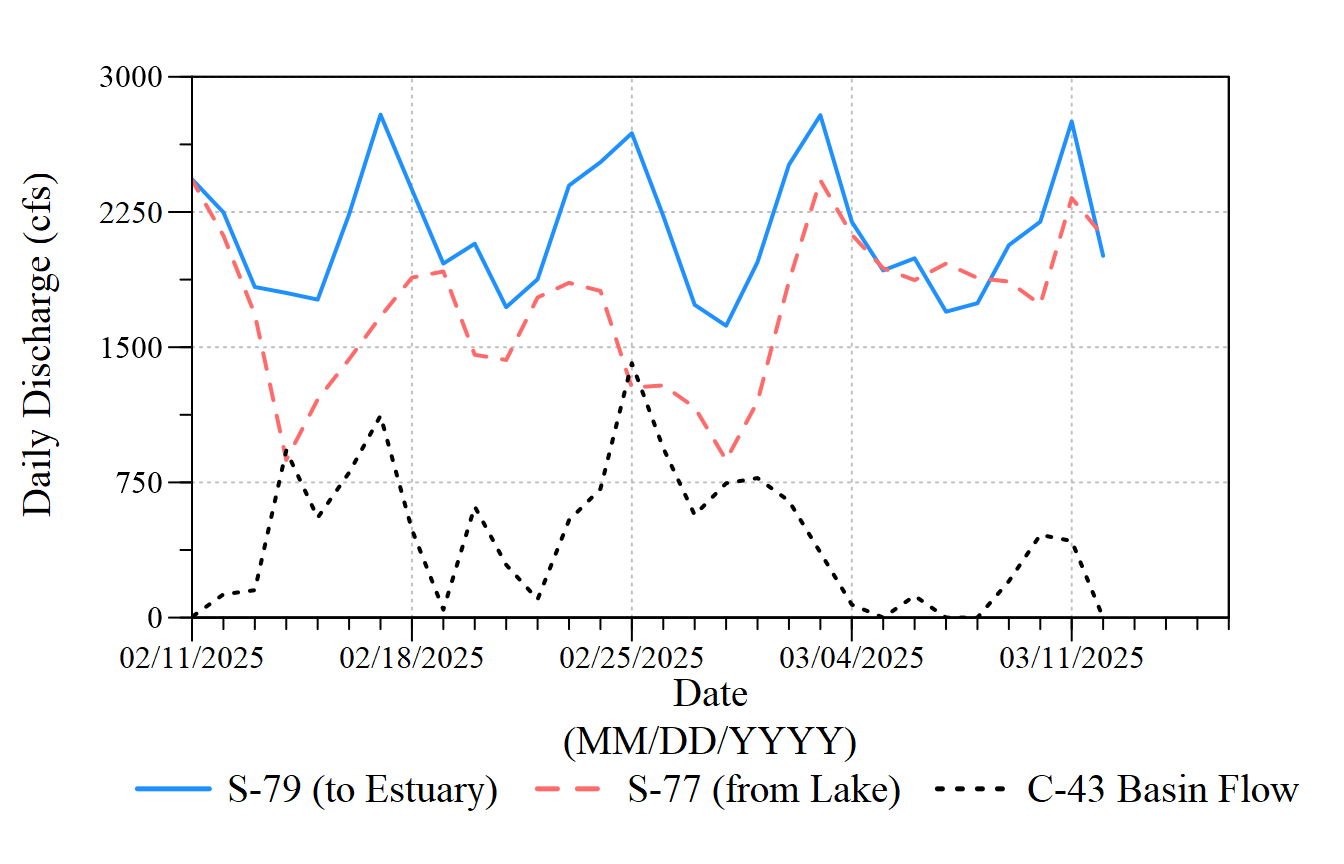 3000
2250
1500
750
0
Daily Discharge (cfs)
02/11/2025 02/18/2025 02/25/2025 03/04/2025 03/11/2025
Date
(MM/DD/YYYY)
S-79 (to Estuary) S-77 (from Lake) C-43 Basin Flow